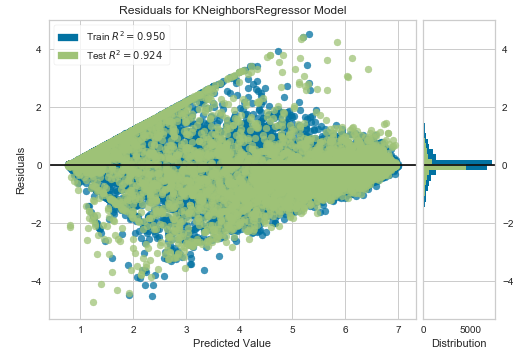 Residuals for KNeighborsRegressor Model
Train R² = 0.950
Test R² = 0.924
Residuals
4
2
0
−2
−4
1 2 3 4 5 6 7
Predicted Value
4
2
0
−2
−4
0 5000
Distribution